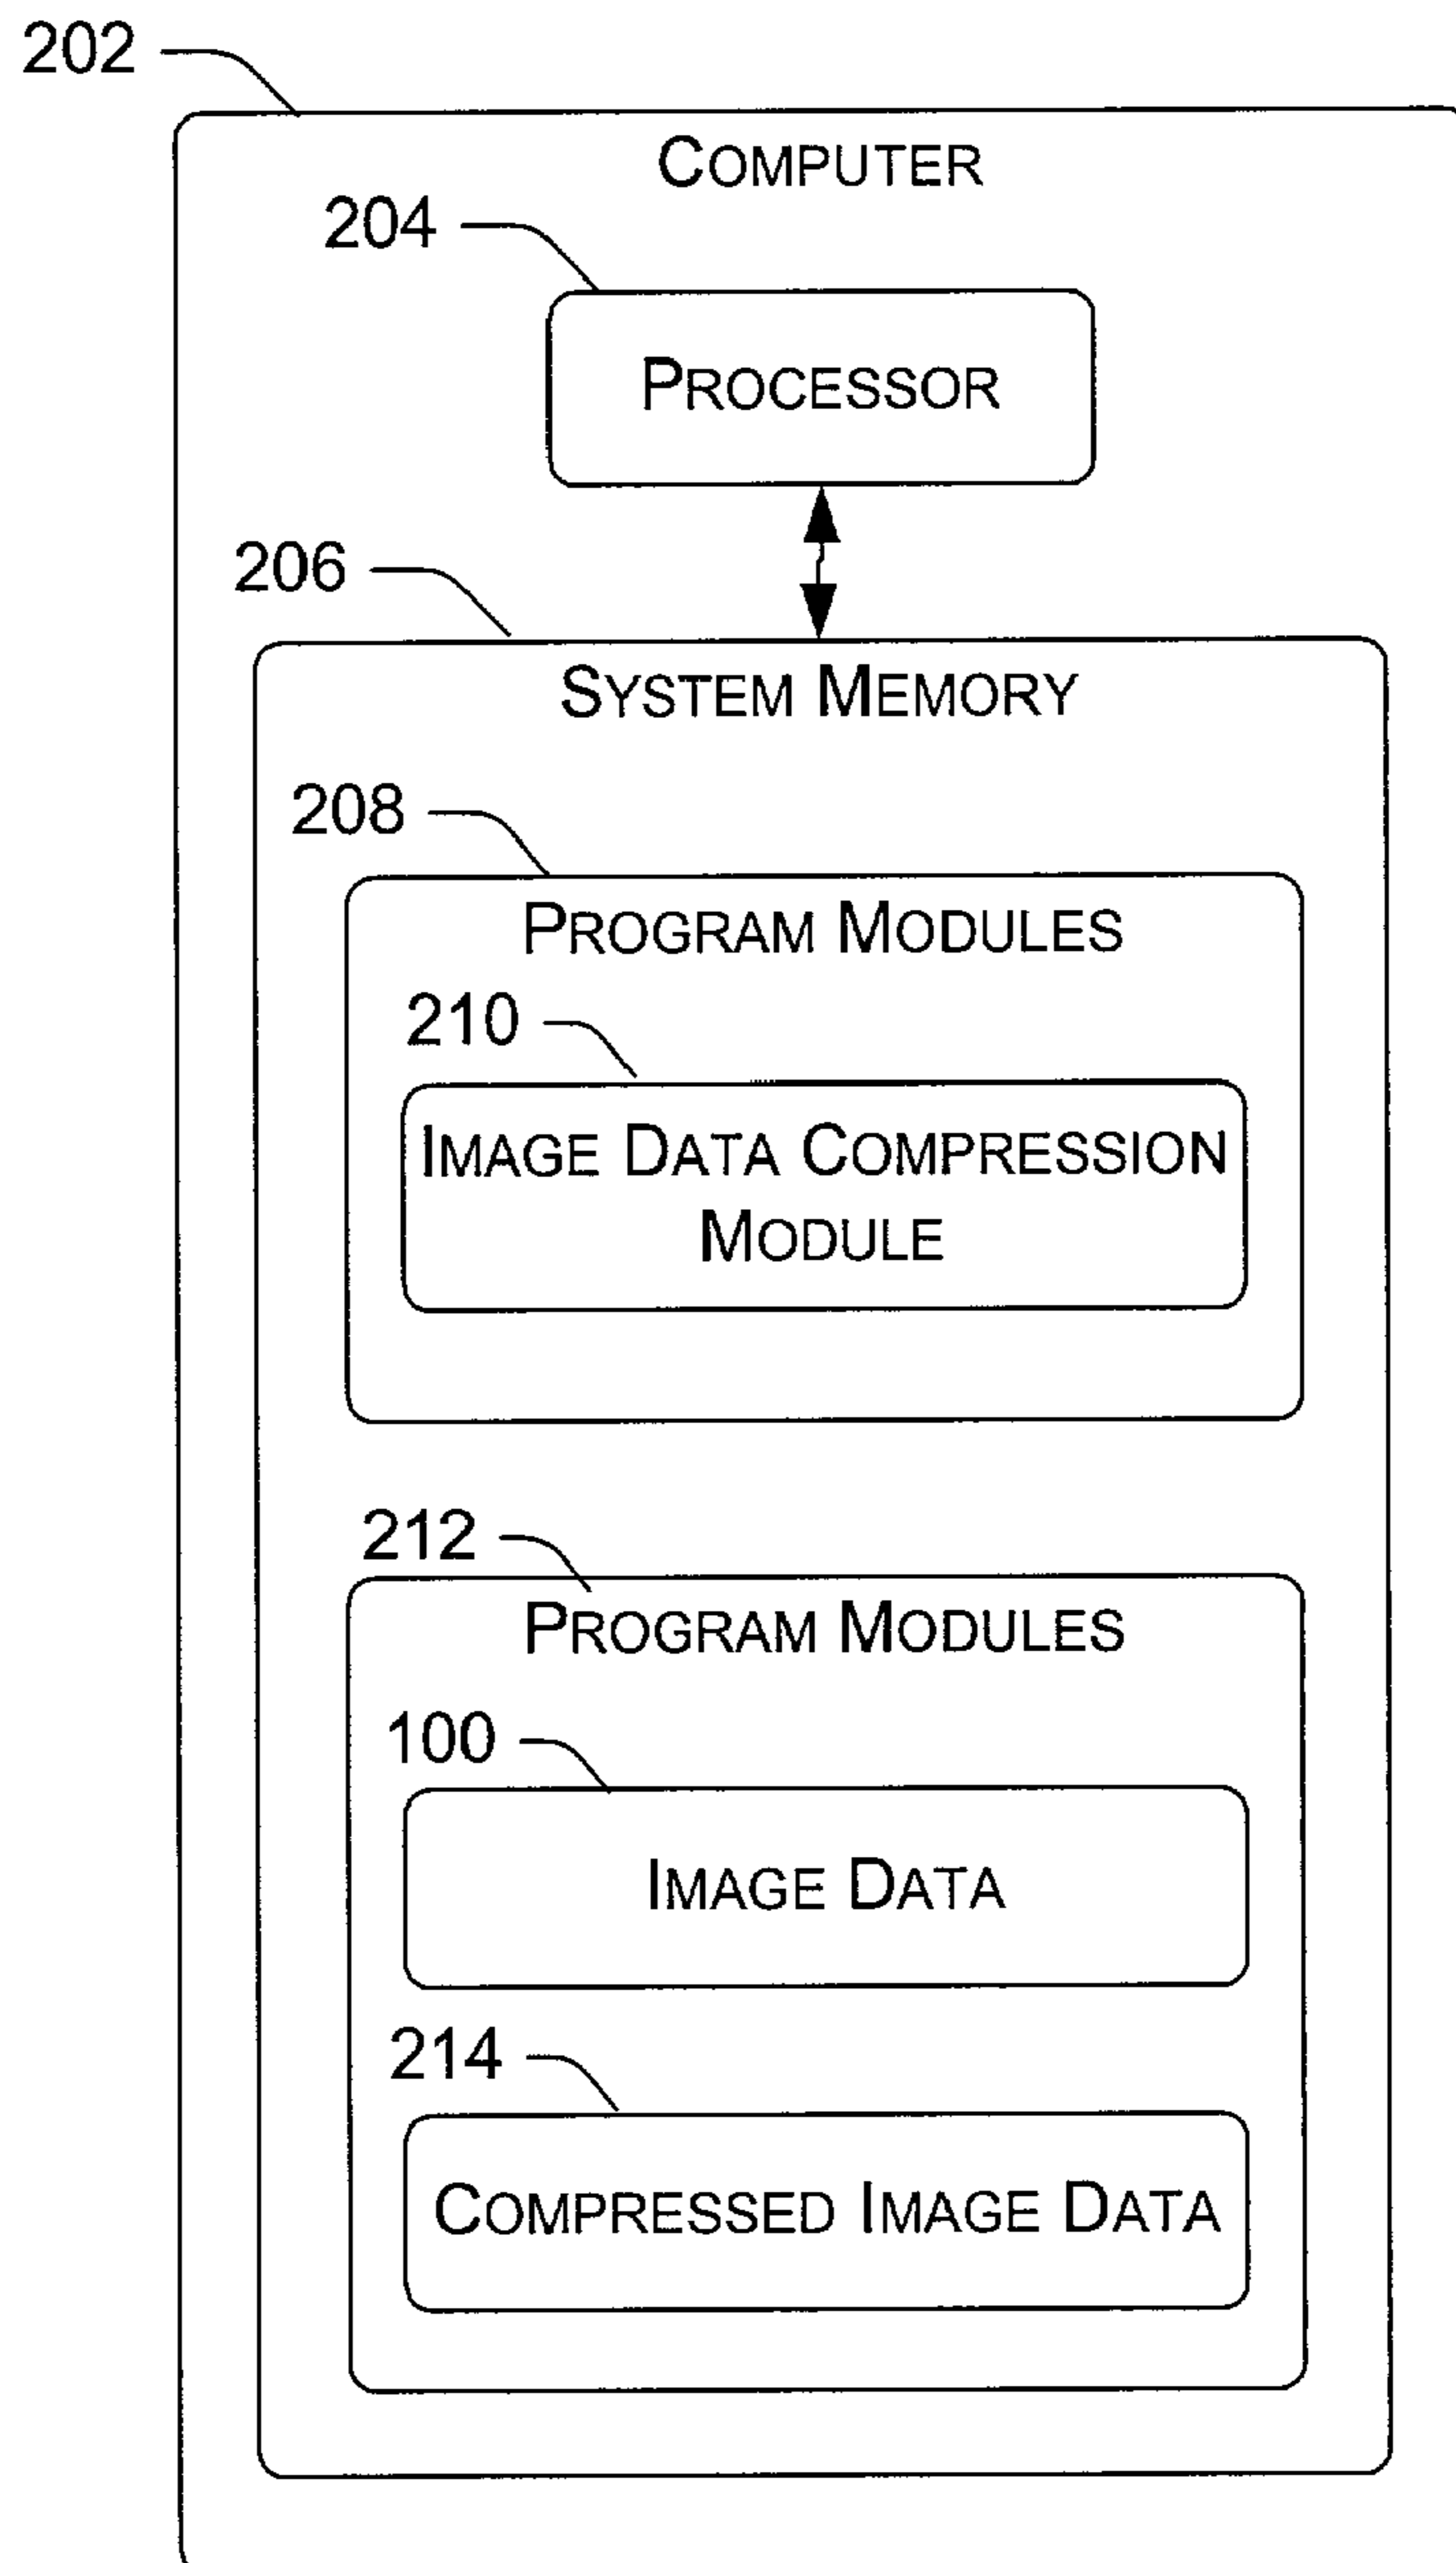 202
COMPUTER
204
PROCESSOR
206
SYSTEM MEMORY
208
PROGRAM MODULES
210
IMAGE DATA COMPRESSION
MODULE
212
PROGRAM MODULES
100
IMAGE DATA
214
COMPRESSED IMAGE DATA